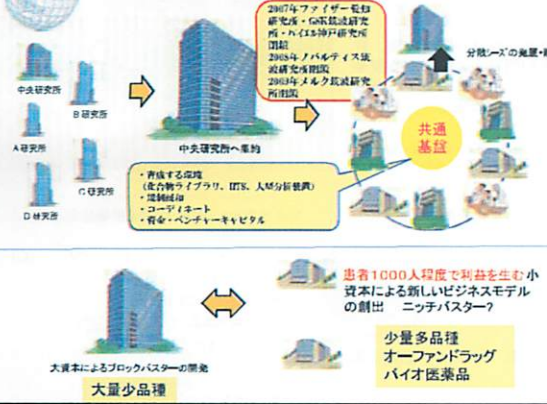 2007年ファイザー愛知
研究所・GSK筑波研究
所・バイエル神戸研究所
閉鎖
2008年ノバルティス筑
波研究所閉鎖
2009年メルク筑波研究
所閉鎖
分散シーズの発展・
中央研究所
B研究所
A研究所
C研究所
D研究所
中央研究所へ集約
共通
基盤
・育成する環境
(化合物ライブラリ、HTS、大型分析装置)
・規制緩和
・コーディネート
・資金・ベンチャーキャピタル
患者1000人程度で利益を生む小
資本による新しいビジネスモデル
の創出 ニッチバスター?
大資本によるブロックバスターの開発
大量少品種
少量多品種
オーファンドラッグ
バイオ医薬品